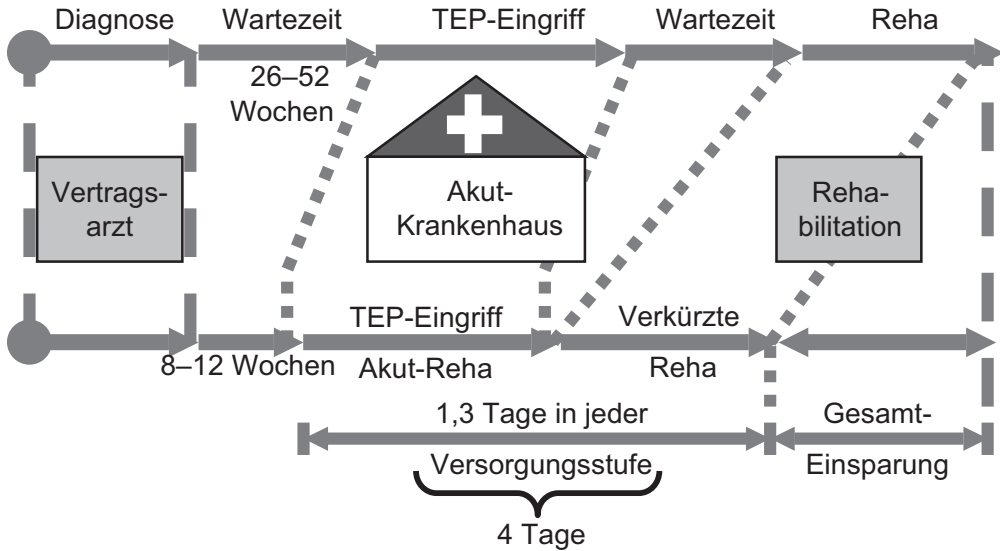 Diagnose
Wartezeit
TEP-Eingriff
Wartezeit
Reha
26–52
Wochen
Vertrags-
arzt
Akut-
Krankenhaus
Reha-
bilitation
TEP-Eingriff
Verkürzte
8–12 Wochen
Akut-Reha
Reha
1,3 Tage in jeder
Gesamt-
Versorgungsstufe
Einsparung
4 Tage